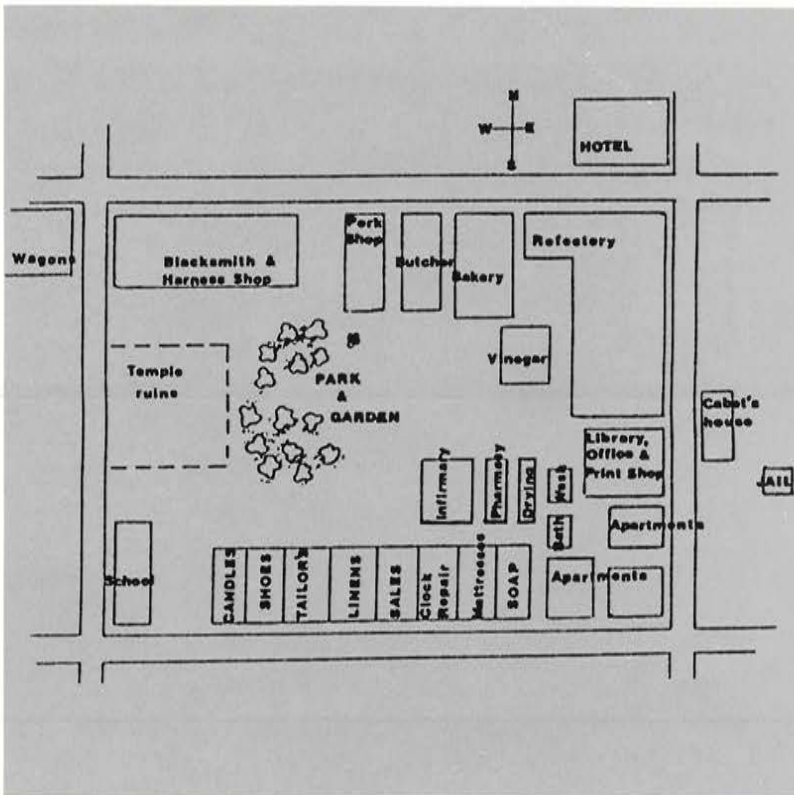 N
W E
S
HOTEL
Wagons
Blacksmith &
Harness Shop
Pork
Shop
Butcher
Bakery
Refectory
Temple
ruins
PARK
&
GARDEN
Vinegar
Cabet's
house
Library,
Office &
Print Shop
JAIL
Infirmary
Pharmacy
Drying
Wash
Bath
Apartments
School
CANDLES
SHOES
TAILOR'S
LINENS
SALES
Clock
Repair
Mattresses
SOAP
Apartments